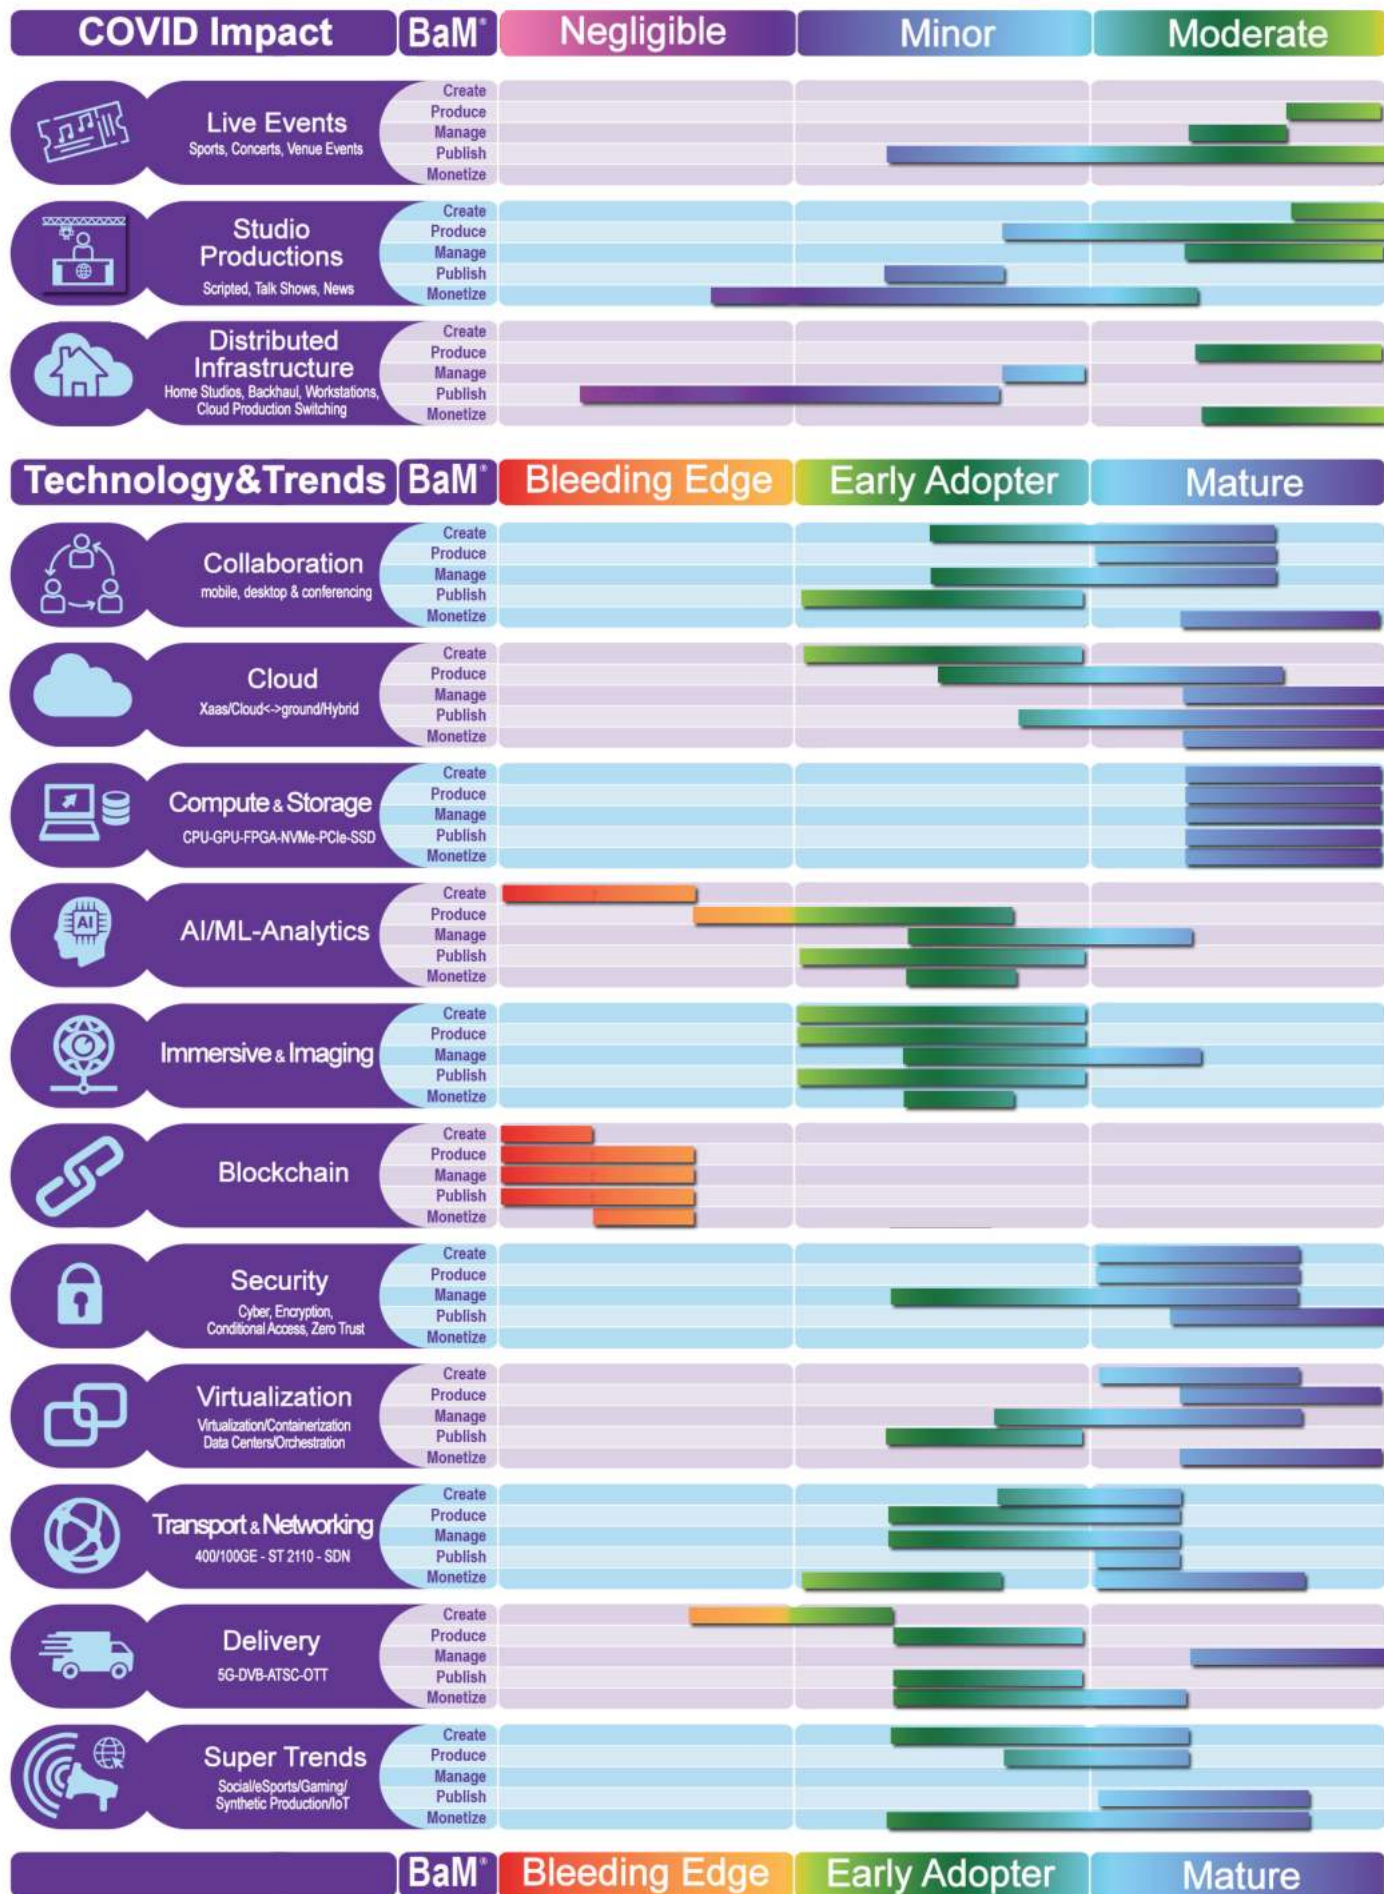 COVID Impact BaM® Negligible Minor Moderate
Live Events
Sports, Concerts, Venue Events
Create
Produce
Manage
Publish
Monetize
Studio
Productions
Scripted, Talk Shows, News
Create
Produce
Manage
Publish
Monetize
Distributed
Infrastructure
Home Studios, Backhaul, Workstations,
Cloud Production Switching
Create
Produce
Manage
Publish
Monetize
Technology&Trends BaM® Bleeding Edge Early Adopter Mature
Collaboration
mobile, desktop & conferencing
Create
Produce
Manage
Publish
Monetize
Cloud
Xaas/Cloud<->ground/Hybrid
Create
Produce
Manage
Publish
Monetize
Compute & Storage
CPU-GPU-FPGA-NVMe-PCIe-SSD
Create
Produce
Manage
Publish
Monetize
AI
AI/ML-Analytics
Create
Produce
Manage
Publish
Monetize
Immersive & Imaging
Create
Produce
Manage
Publish
Monetize
Blockchain
Create
Produce
Manage
Publish
Monetize
Security
Cyber, Encryption,
Conditional Access, Zero Trust
Create
Produce
Manage
Publish
Monetize
Virtualization
Virtualization/Containerization
Data Centers/Orchestration
Create
Produce
Manage
Publish
Monetize
Transport & Networking
400/100GE - ST 2110 - SDN
Create
Produce
Manage
Publish
Monetize
Delivery
5G-DVB-ATSC-OTT
Create
Produce
Manage
Publish
Monetize
Super Trends
Social/eSports/Gaming/
Synthetic Production/IoT
Create
Produce
Manage
Publish
Monetize
BaM® Bleeding Edge Early Adopter Mature